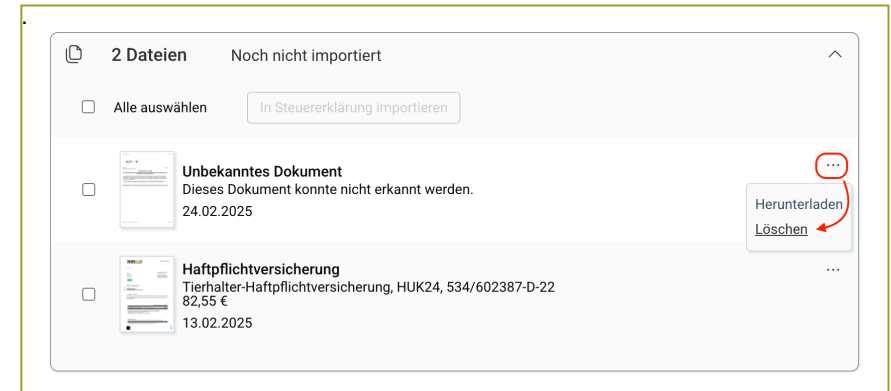 .
2 Dateien Noch nicht importiert
Alle auswählen In Steuererklärung importieren
Unbekanntes Dokument
Dieses Dokument konnte nicht erkannt werden.
24.02.2025
...
Herunterladen
Löschen
Haftpflichtversicherung
Tierhalter-Haftpflichtversicherung, HUK24, 534/602387-D-22
82,55 €
13.02.2025
...